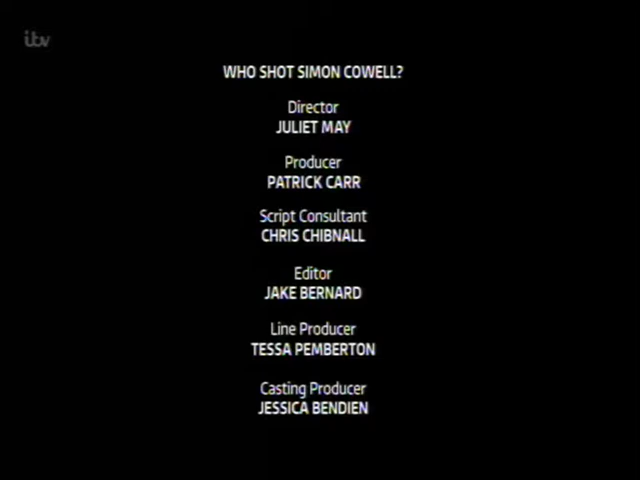 itv
WHO SHOT SIMON COWELL?
Director
JULIET MAY
Producer
PATRICK CARR
Script Consultant
CHRIS CHIBNALL
Editor
JAKE BERNARD
Line Producer
TESSA PEMBERTON
Casting Producer
JESSICA BENDIEN